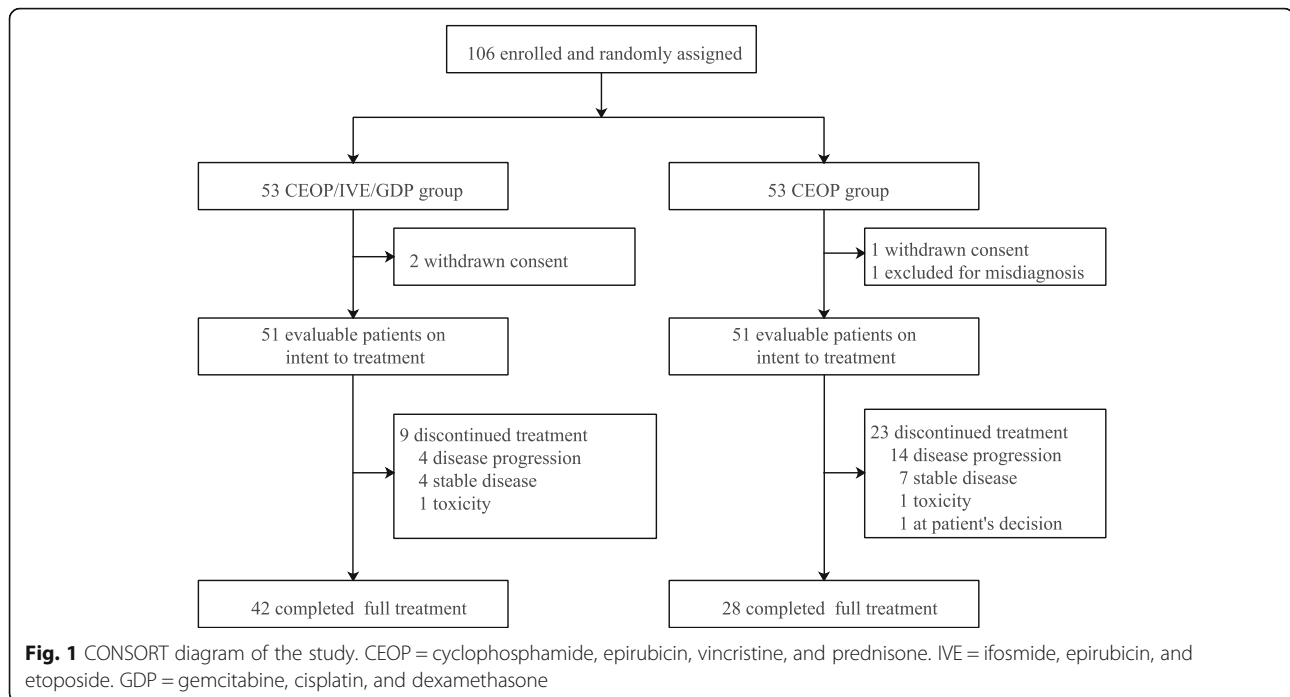 106 enrolled and randomly assigned
53 CEOP/IVE/GDP group
53 CEOP group
2 withdrawn consent
1 withdrawn consent
1 excluded for misdiagnosis
51 evaluable patients on
intent to treatment
51 evaluable patients on
intent to treatment
9 discontinued treatment
4 disease progression
4 stable disease
1 toxicity
23 discontinued treatment
14 disease progression
7 stable disease
1 toxicity
1 at patient's decision
42 completed full treatment
28 completed full treatment
Fig. 1 CONSORT diagram of the study. CEOP = cyclophosphamide, epirubicin, vincristine, and prednisone. IVE = ifosmide, epirubicin, and
etoposide. GDP = gemcitabine, cisplatin, and dexamethasone